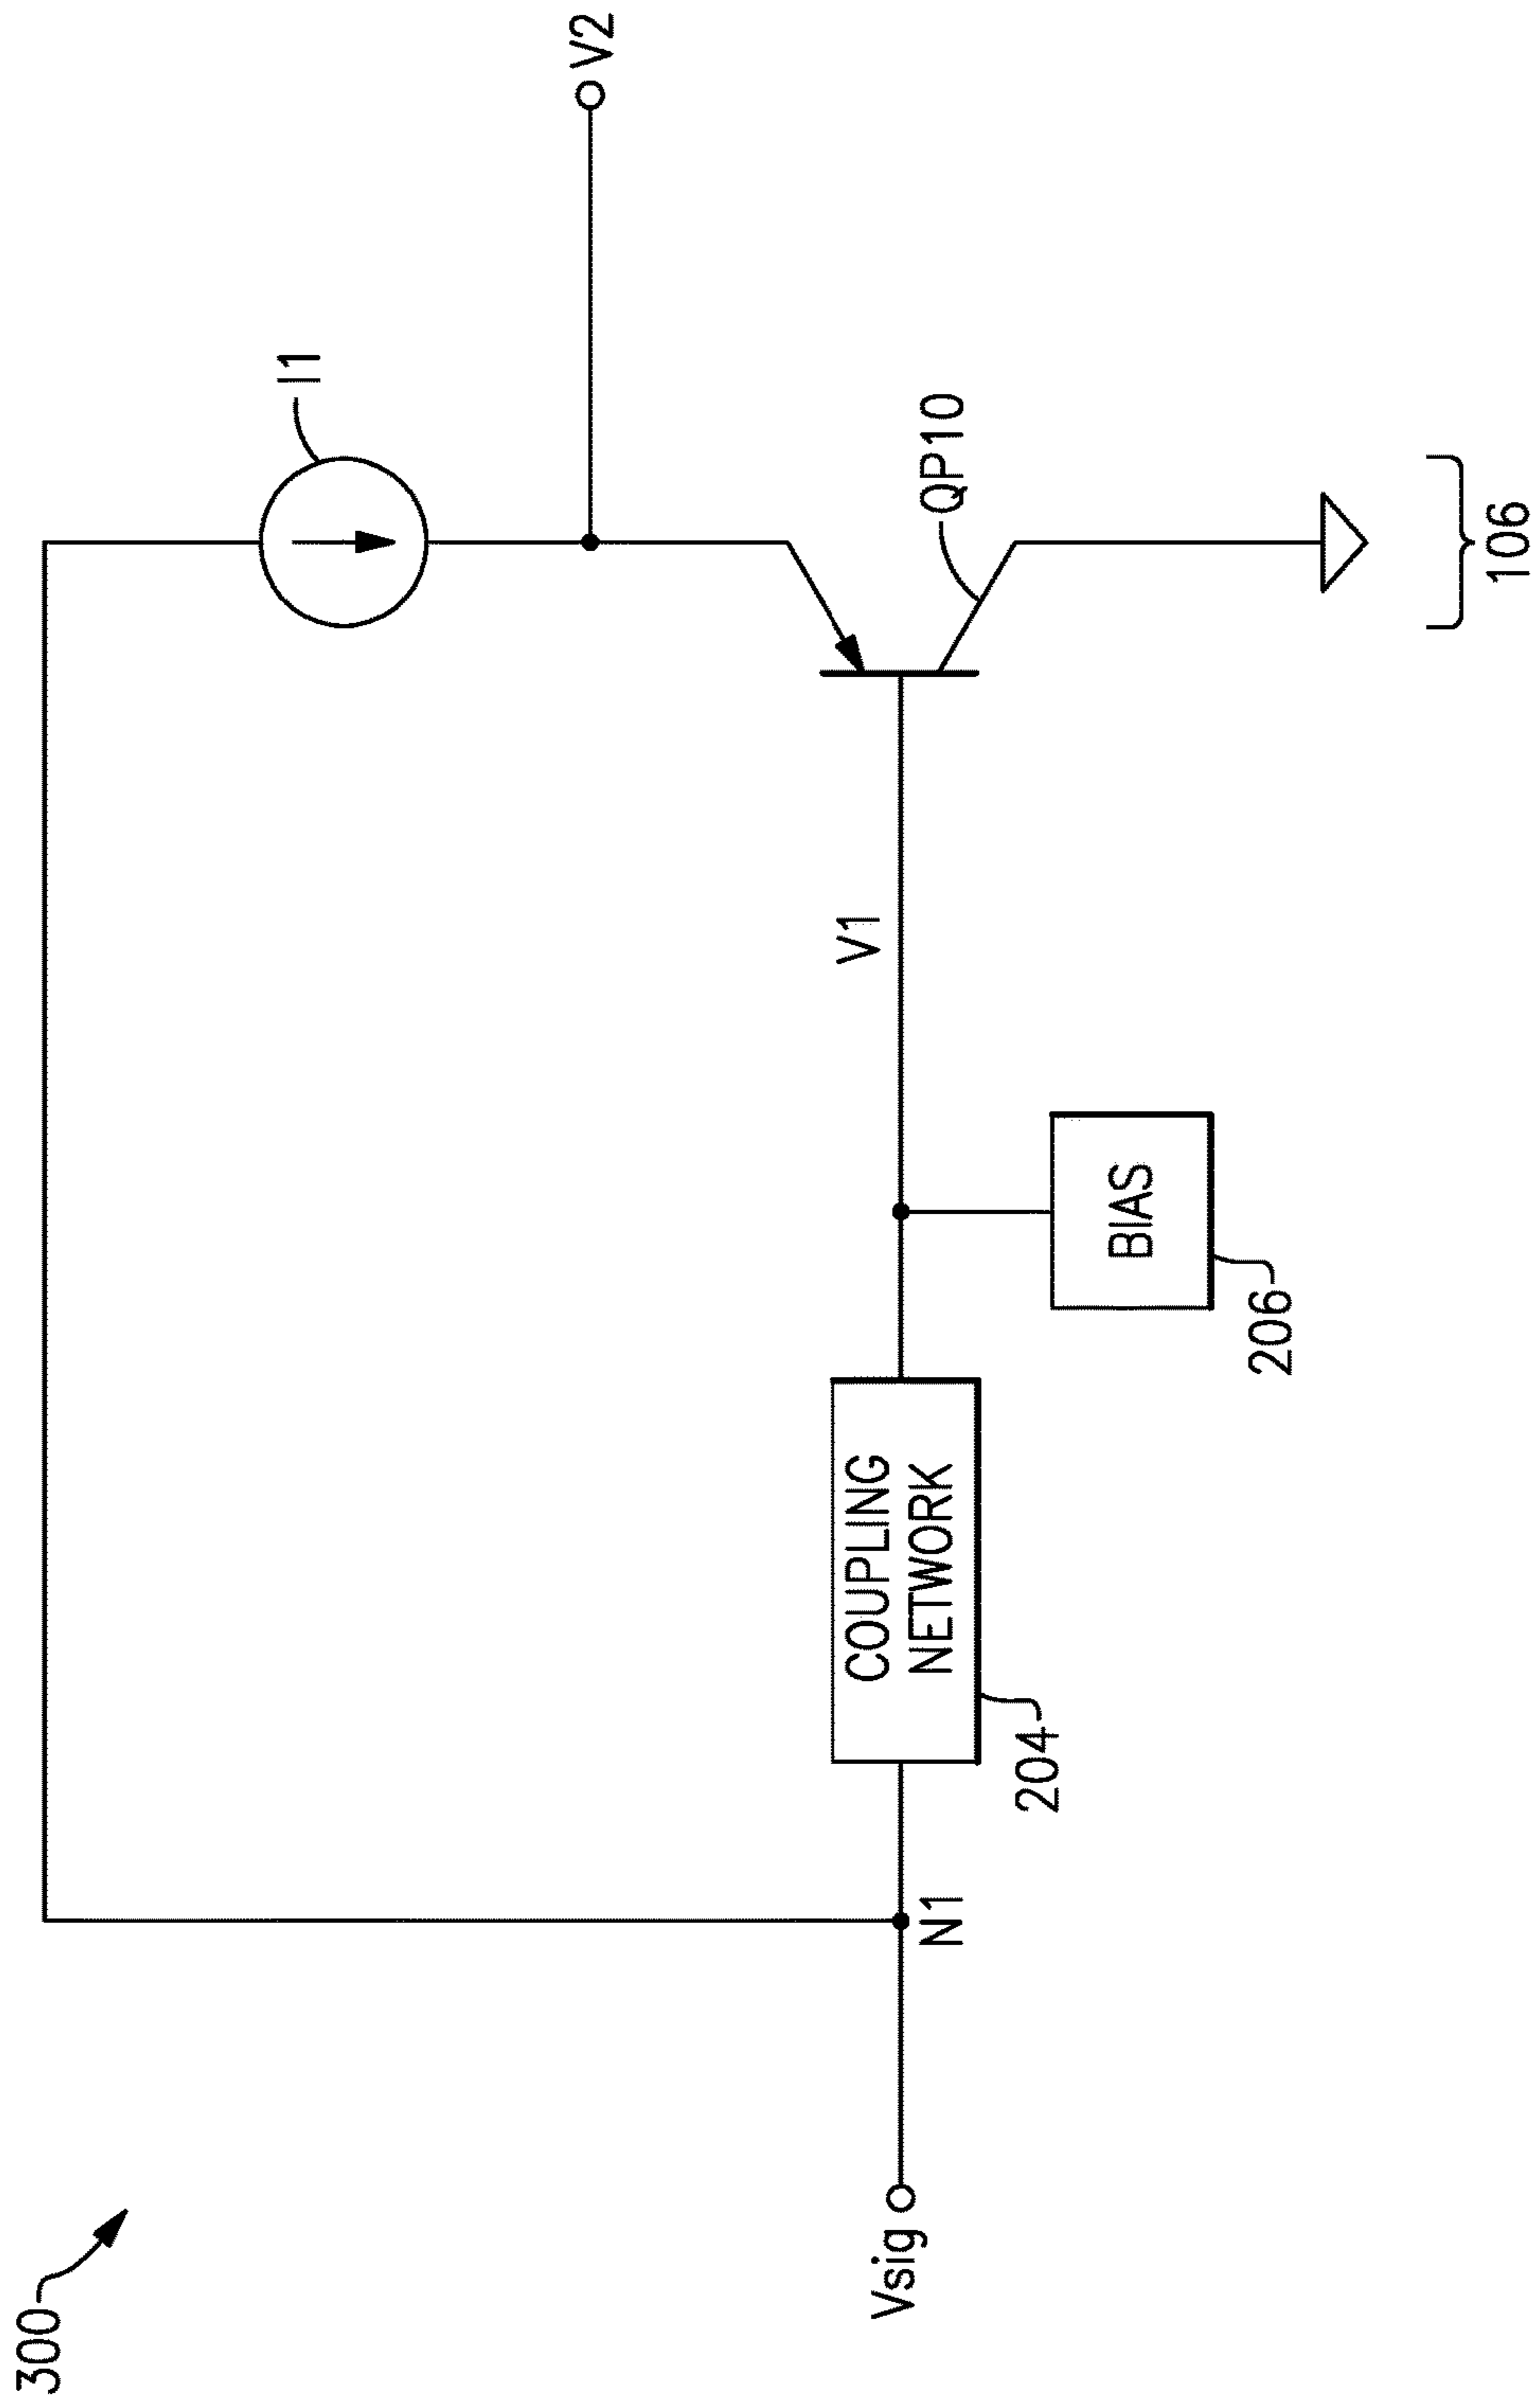 300
I1
V2
QP10
V1
N1
Vsig
COUPLING
NETWORK
204
BIAS
206
106